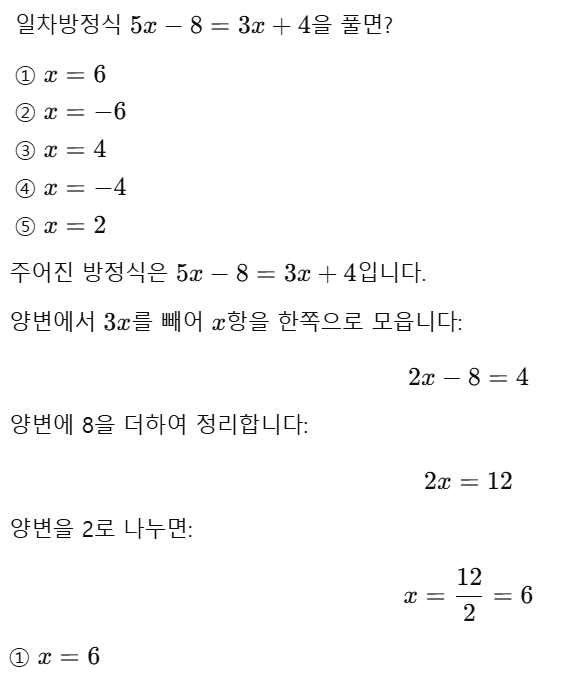 일차방정식 5x − 8 = 3x + 4을 풀면?
① x = 6
② x = −6
③ x = 4
④ x = −4
⑤ x = 2
주어진 방정식은 5x − 8 = 3x + 4입니다.
양변에서 3x를 빼어 x항을 한쪽으로 모읍니다:
2x − 8 = 4
양변에 8을 더하여 정리합니다:
2x = 12
양변을 2로 나누면:
x = 12/2 = 6
① x = 6